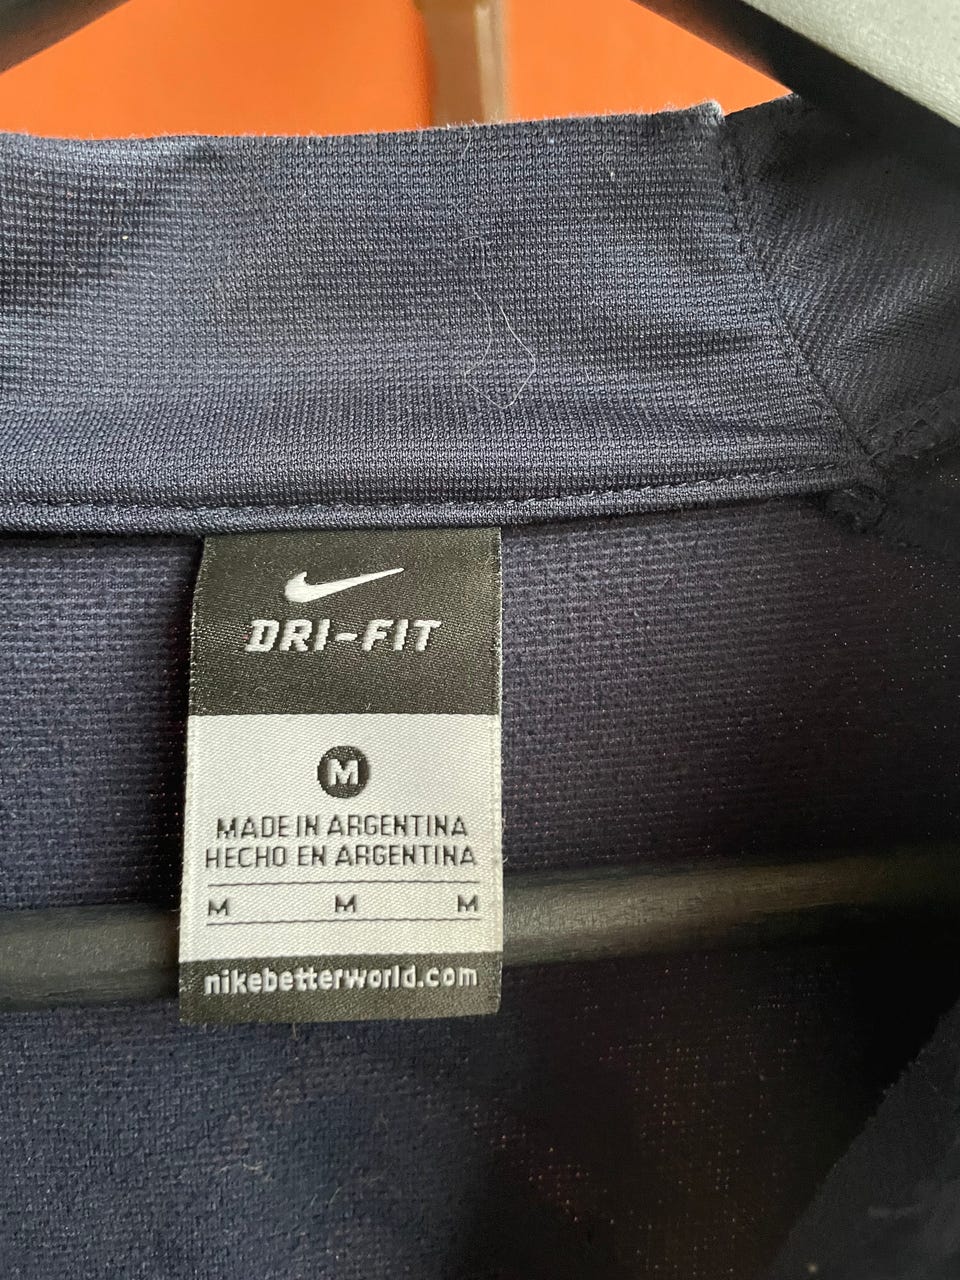 DRI-FIT
M
MADE IN ARGENTINA
HECHO EN ARGENTINA
M M M
nikebetterworld.com